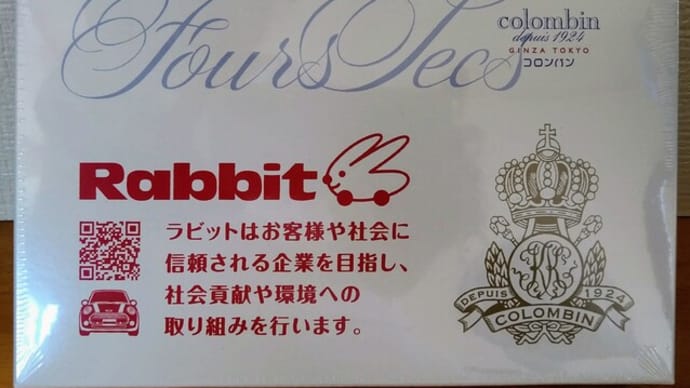 Fours Secs
colombin
depuis 1924
GINZA TOKYO
コロンバン
Rabbit
ラビットはお客様や社会に
信頼される企業を目指し、
社会貢献や環境への
取り組みを行います。
DEPUIS 1924
COLOMBIN